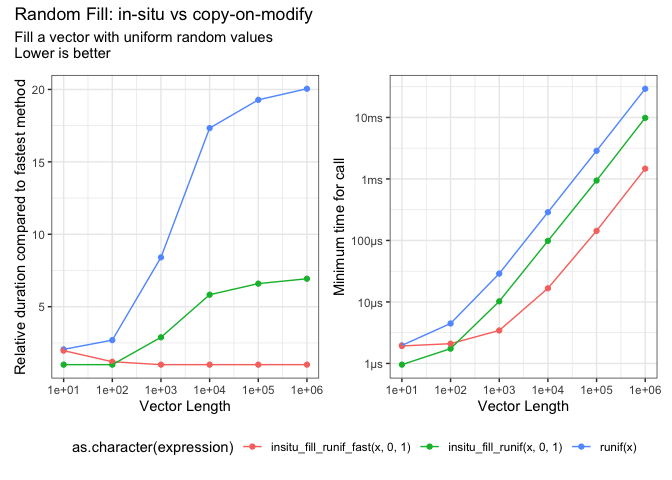 Random Fill: in-situ vs copy-on-modify
Fill a vector with uniform random values
Lower is better
Relative duration compared to fastest method
20
15
10
5
1e+01 1e+02 1e+03 1e+04 1e+05 1e+06
Vector Length
Minimum time for call
10ms
1ms
100µs
10µs
1µs
1e+01 1e+02 1e+03 1e+04 1e+05 1e+06
Vector Length
as.character(expression) insitu_fill_runif_fast(x, 0, 1) insitu_fill_runif(x, 0, 1) runif(x)